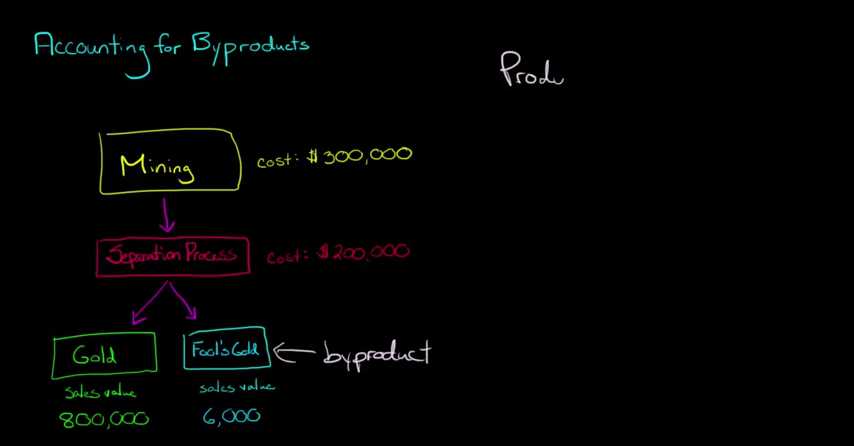 Accounting for Byproducts
Produ
Mining
cost: $300,000
Separation Process
cost: $200,000
Gold
Fool's Gold
byproduct
sales value
sales value
800,000
6,000